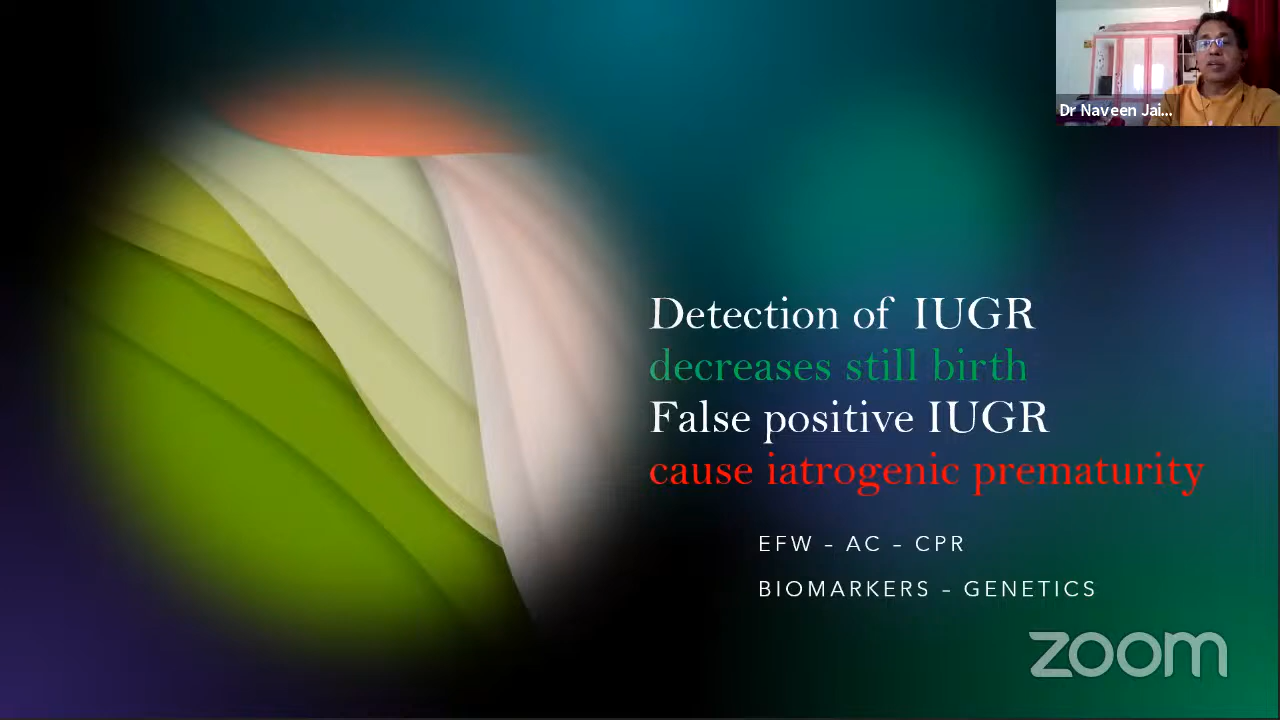 Dr Naveen Jai...
Detection of IUGR
decreases still birth
False positive IUGR
cause iatrogenic prematurity
EFW – AC – CPR
BIOMARKERS – GENETICS
zoom